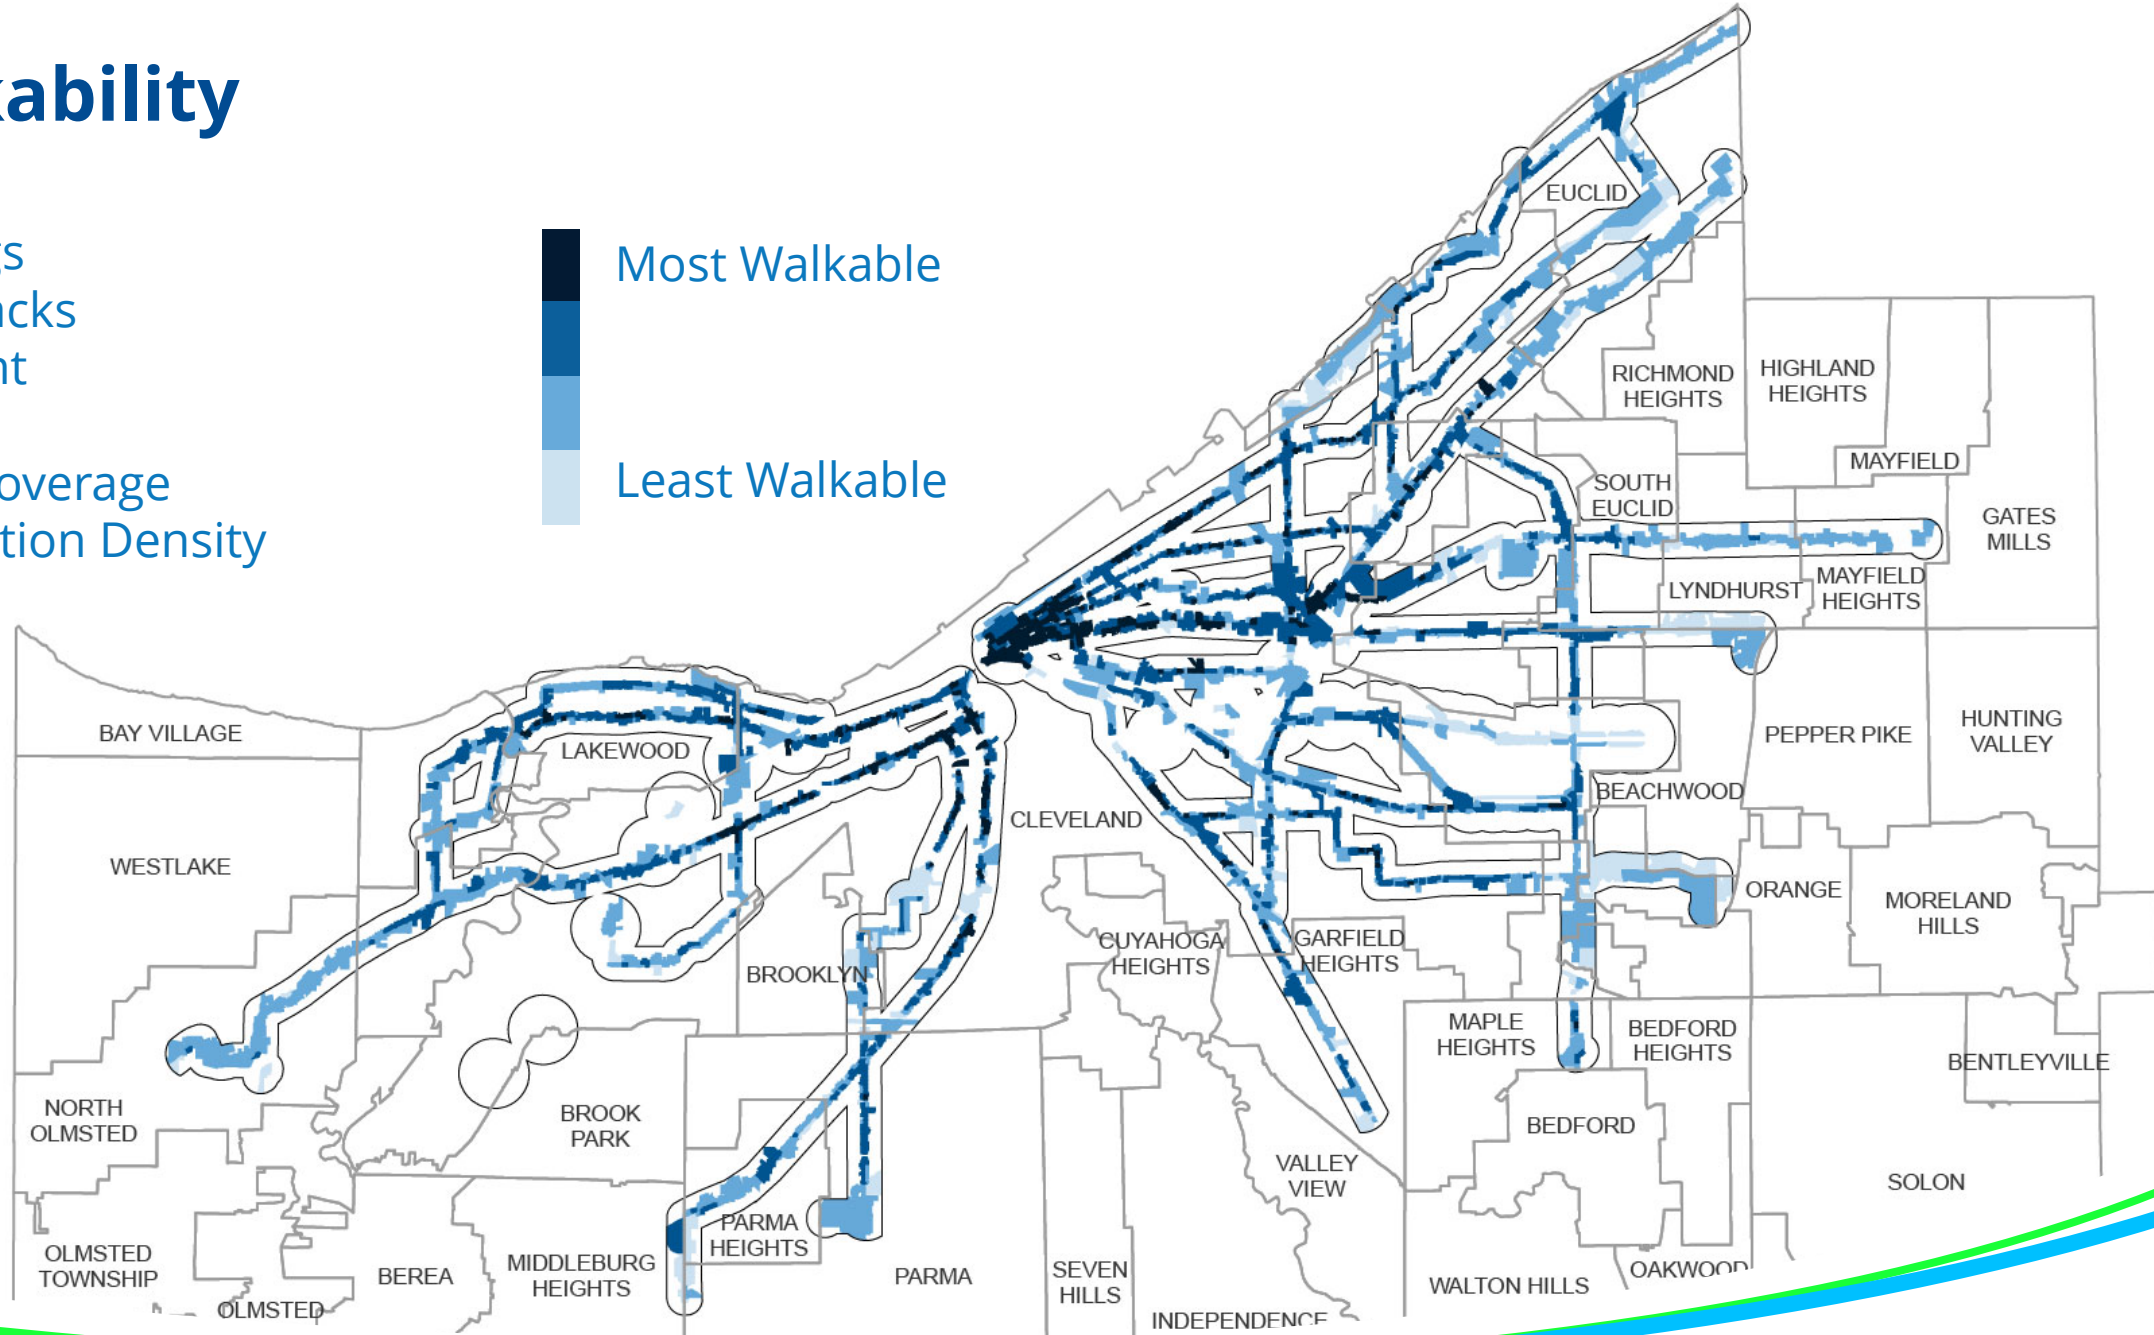 kability
gs
acks
nt
overage
tion Density
Most Walkable
Least Walkable
EUCLID
RICHMOND
HEIGHTS
HIGHLAND
HEIGHTS
MAYFIELD
SOUTH
EUCLID
GATES
MILLS
LYNDHURST
MAYFIELD
HEIGHTS
BAY VILLAGE
LAKEWOOD
PEPPER PIKE
HUNTING
VALLEY
BEACHWOOD
CLEVELAND
WESTLAKE
ORANGE
MORELAND
HILLS
CUYAHOGA
HEIGHTS
GARFIELD
HEIGHTS
BROOKLYN
MAPLE
HEIGHTS
BEDFORD
HEIGHTS
BENTLEYVILLE
NORTH
OLMSTED
BROOK
PARK
BEDFORD
VALLEY
VIEW
SOLON
PARMA
HEIGHTS
OLMSTED
TOWNSHIP
BEREA
MIDDLEBURG
HEIGHTS
PARMA
SEVEN
HILLS
WALTON HILLS
OAKWOOD
OLMSTED
INDEPENDENCE